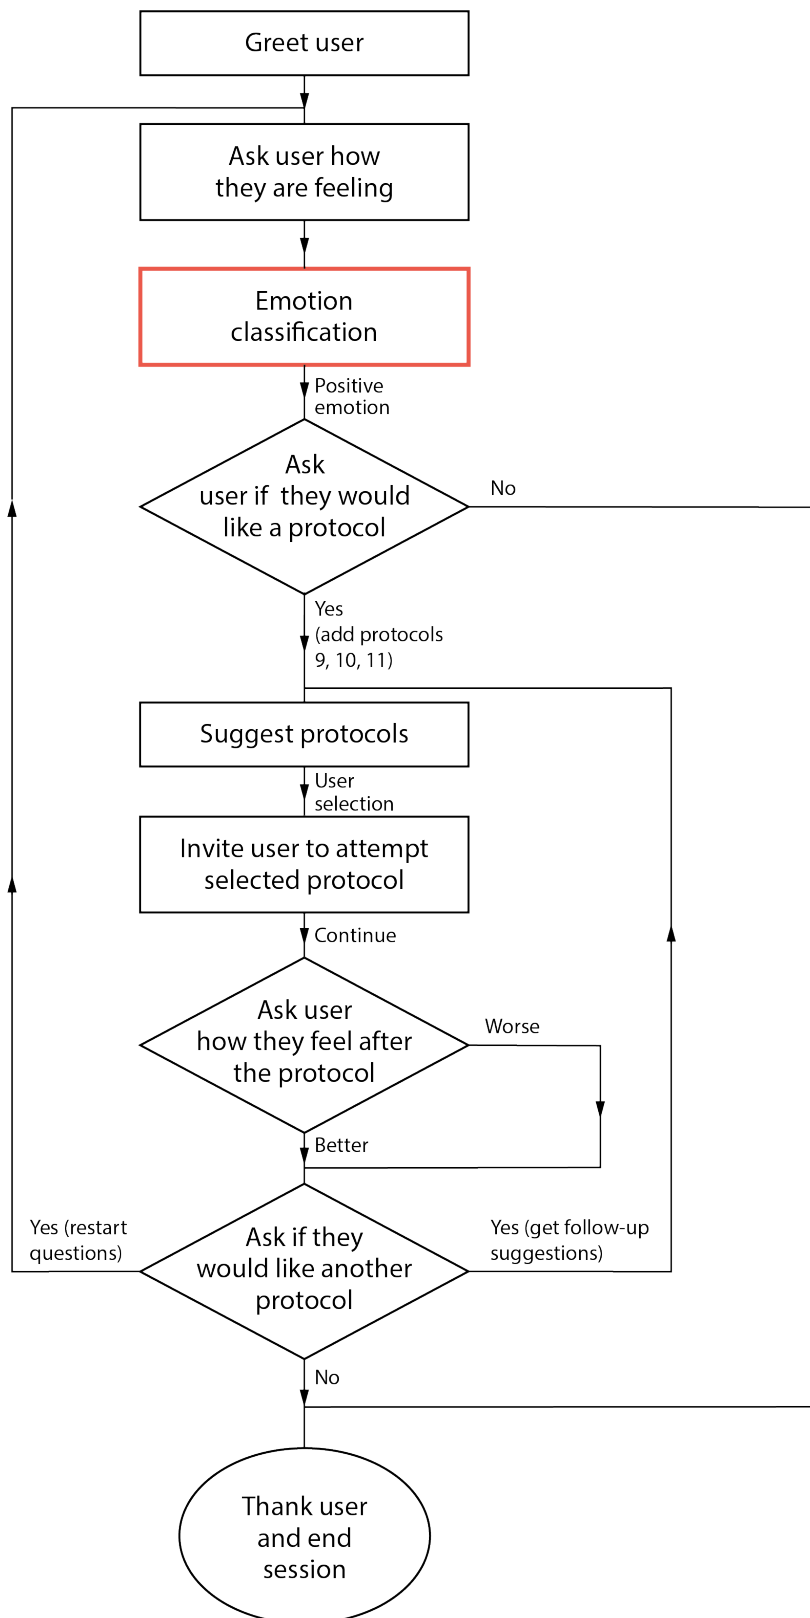 Greet user
Ask user how
they are feeling
Emotion
classification
Positive
emotion
Ask
user if they would
like a protocol
No
Yes
(add protocols
9, 10, 11)
Suggest protocols
User
selection
Invite user to attempt
selected protocol
Continue
Ask user
how they feel after
the protocol
Worse
Better
Yes (restart
questions)
Ask if they
would like another
protocol
Yes (get follow-up
suggestions)
No
Thank user
and end
session